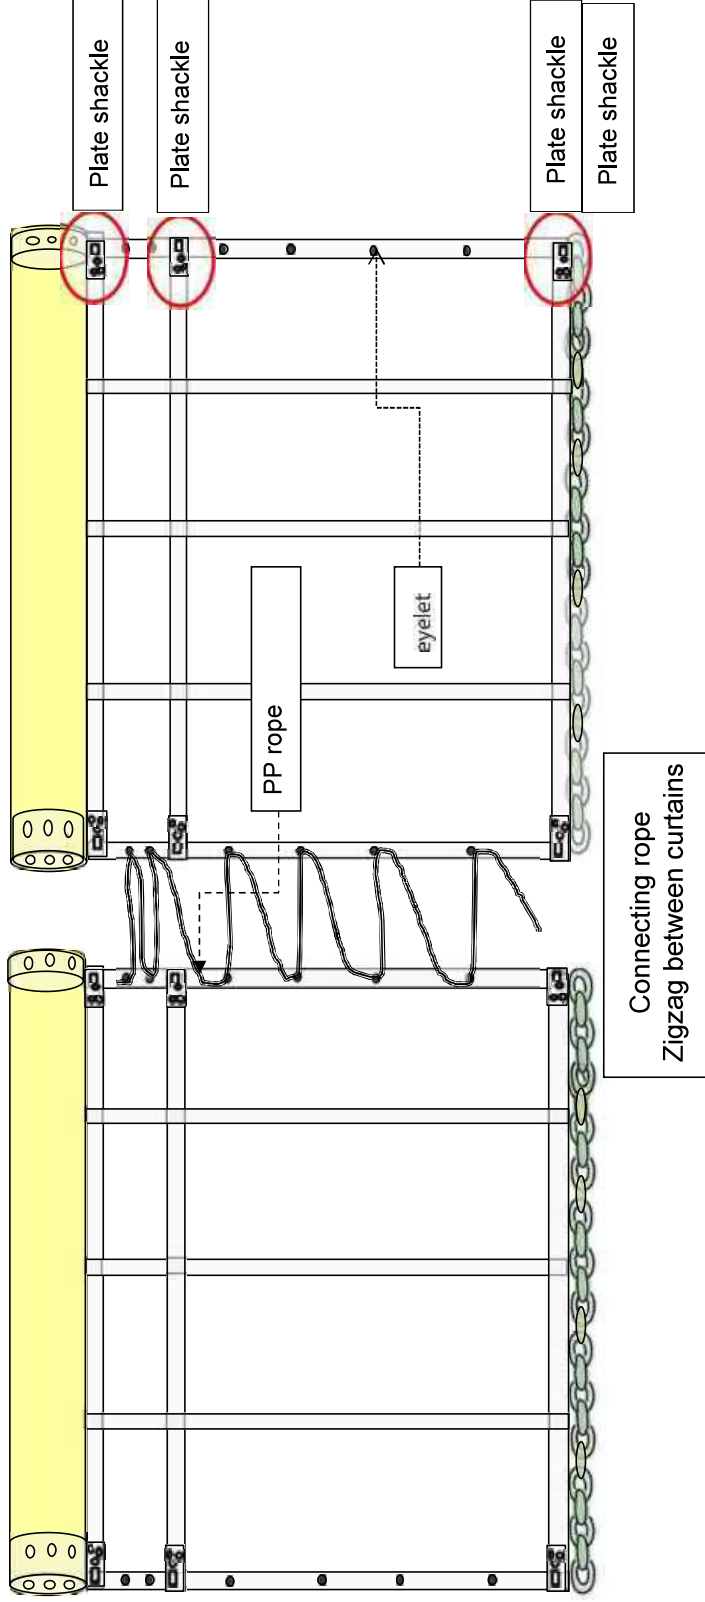 Plate shackle
Plate shackle
Plate shackle
Plate shackle
eyelet
PP rope
Connecting rope
Zigzag between curtains